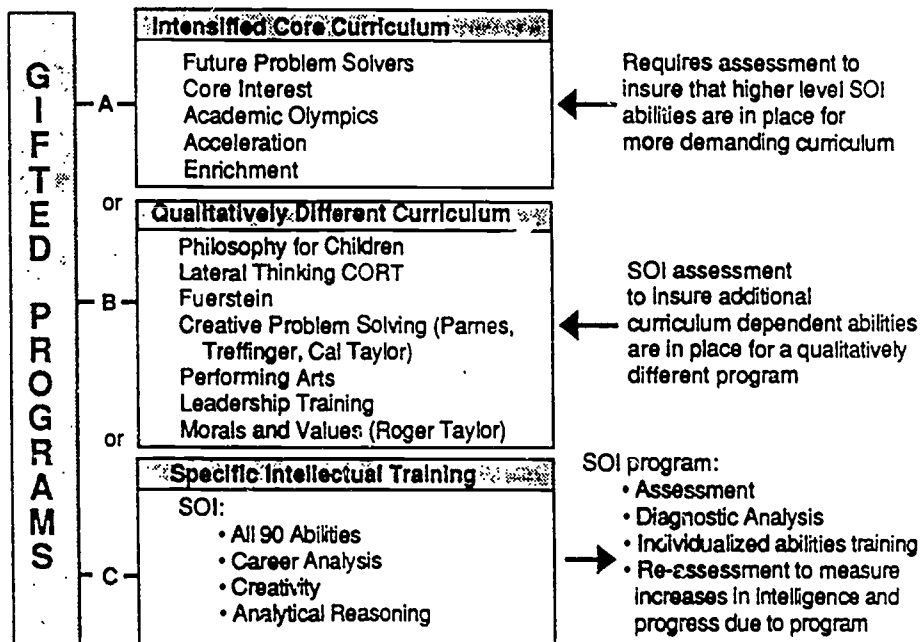 GIFTED PROGRAMS
A
or
B
or
C
Intensified Core Curriculum
Future Problem Solvers
Core Interest
Academic Olympics
Acceleration
Enrichment
Requires assessment to
insure that higher level SOI
abilities are in place for
more demanding curriculum
Qualitatively Different Curriculum
Philosophy for Children
Lateral Thinking CORT
Fuerstein
Creative Problem Solving (Parnes,
Treffinger, Cal Taylor)
Performing Arts
Leadership Training
Morals and Values (Roger Taylor)
SOI assessment
to insure additional
curriculum dependent abilities
are in place for a qualitatively
different program
Specific Intellectual Training
SOI:
• All 90 Abilities
• Career Analysis
• Creativity
• Analytical Reasoning
SOI program:
• Assessment
• Diagnostic Analysis
• Individualized abilities training
• Re-assessment to measure
increases in intelligence and
progress due to program